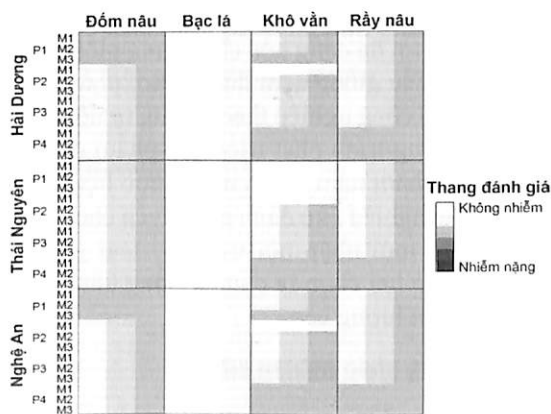 Đốm nâu Bạc lá Khô vằn Rầy nâu
Hải Dương
P1
M1
M2
M3
P2
M1
M2
M3
P3
M1
M2
M3
P4
M1
M2
M3
Thái Nguyên
P1
M1
M2
M3
P2
M1
M2
M3
P3
M1
M2
M3
P4
M1
M2
M3
Nghệ An
P1
M1
M2
M3
P2
M1
M2
M3
P3
M1
M2
M3
P4
M1
M2
M3
Thang đánh giá
Không nhiễm
Nhiễm nặng